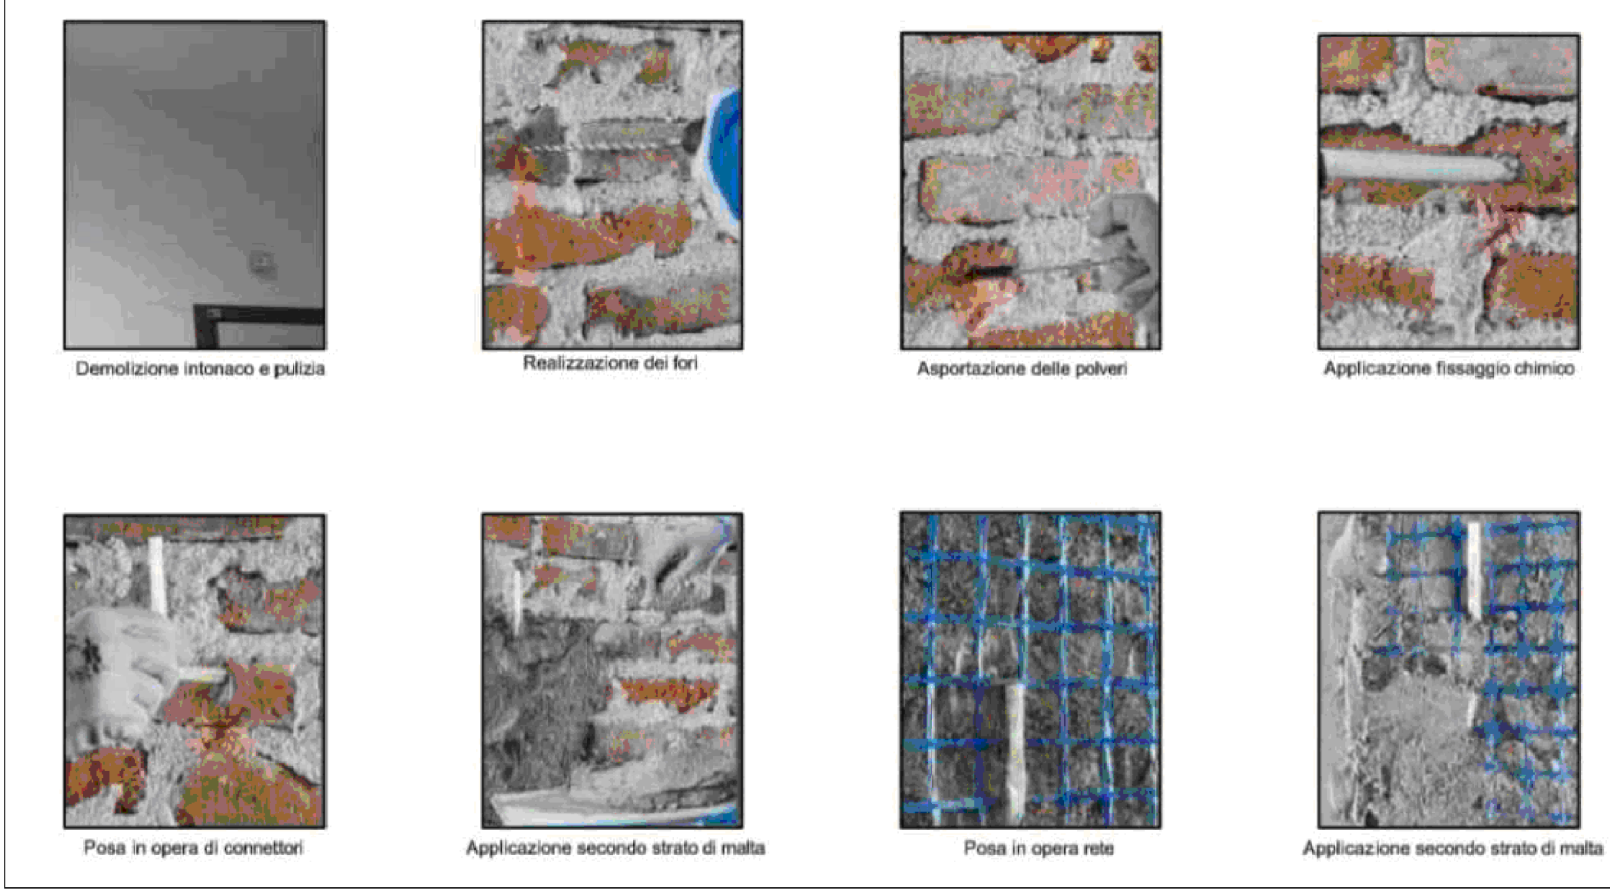 Demolizione intonaco e pulizia
Realizzazione dei fori
Asportazione delle polveri
Applicazione fissaggio chimico
Posa in opera di connettori
Applicazione secondo strato di malta
Posa in opera rete
Applicazione secondo strato di malta